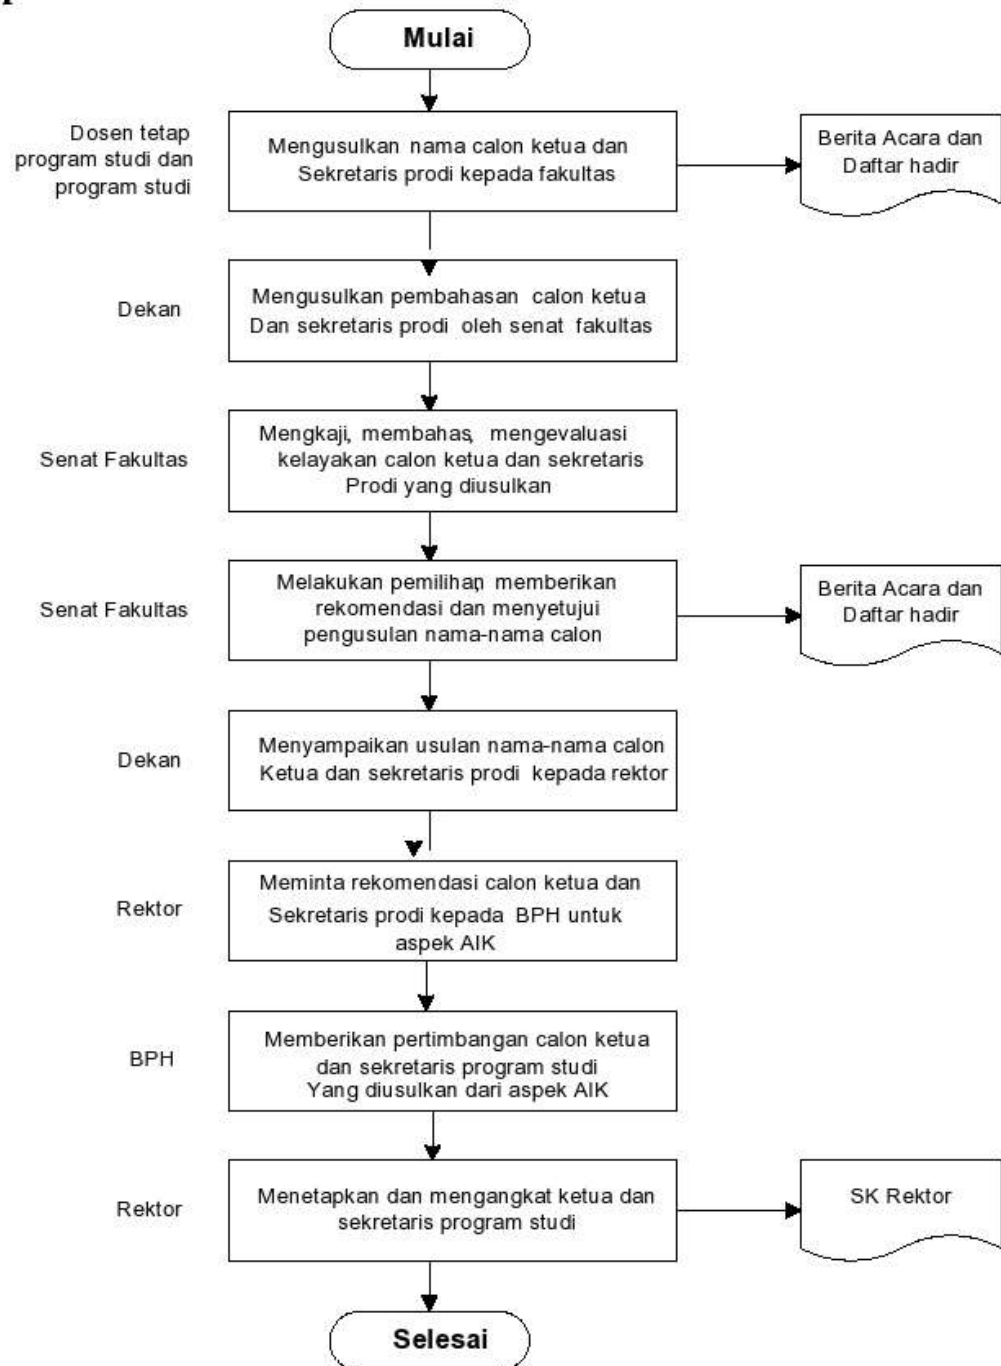 p
Mulai
Dosen tetap
program studi dan
program studi
Mengusulkan nama calon ketua dan
Sekretaris prodi kepada fakultas
Berita Acara dan
Daftar hadir
Dekan
Mengusulkan pembahasan calon ketua
Dan sekretaris prodi oleh senat fakultas
Senat Fakultas
Mengkaji, membahas, mengevaluasi
kelayakan calon ketua dan sekretaris
Prodi yang diusulkan
Senat Fakultas
Melakukan pemilihan, memberikan
rekomendasi dan menyetujui
pengusulan nama-nama calon
Berita Acara dan
Daftar hadir
Dekan
Menyampaikan usulan nama-nama calon
Ketua dan sekretaris prodi kepada rektor
Rektor
Meminta rekomendasi calon ketua dan
Sekretaris prodi kepada BPH untuk
aspek AIK
BPH
Memberikan pertimbangan calon ketua
dan sekretaris program studi
Yang diusulkan dari aspek AIK
Rektor
Menetapkan dan mengangkat ketua dan
sekretaris program studi
SK Rektor
Selesai